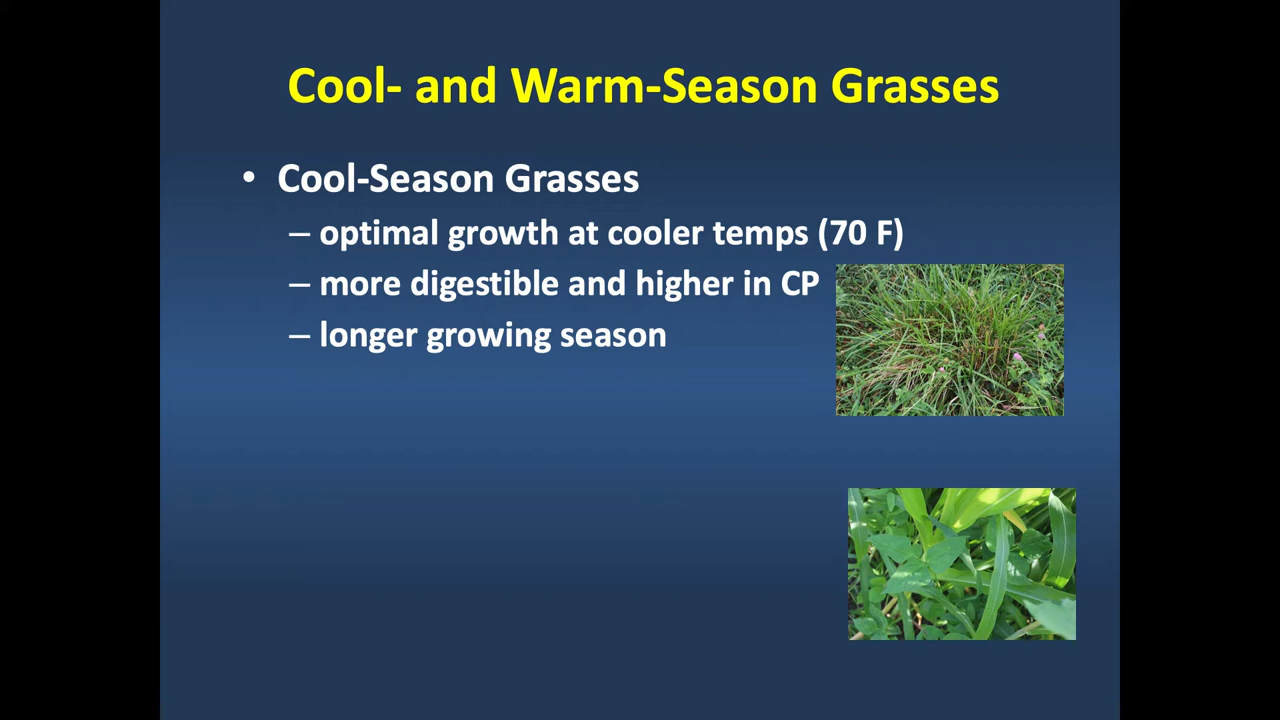 Cool- and Warm-Season Grasses
• Cool-Season Grasses
– optimal growth at cooler temps (70 F)
– more digestible and higher in CP
– longer growing season